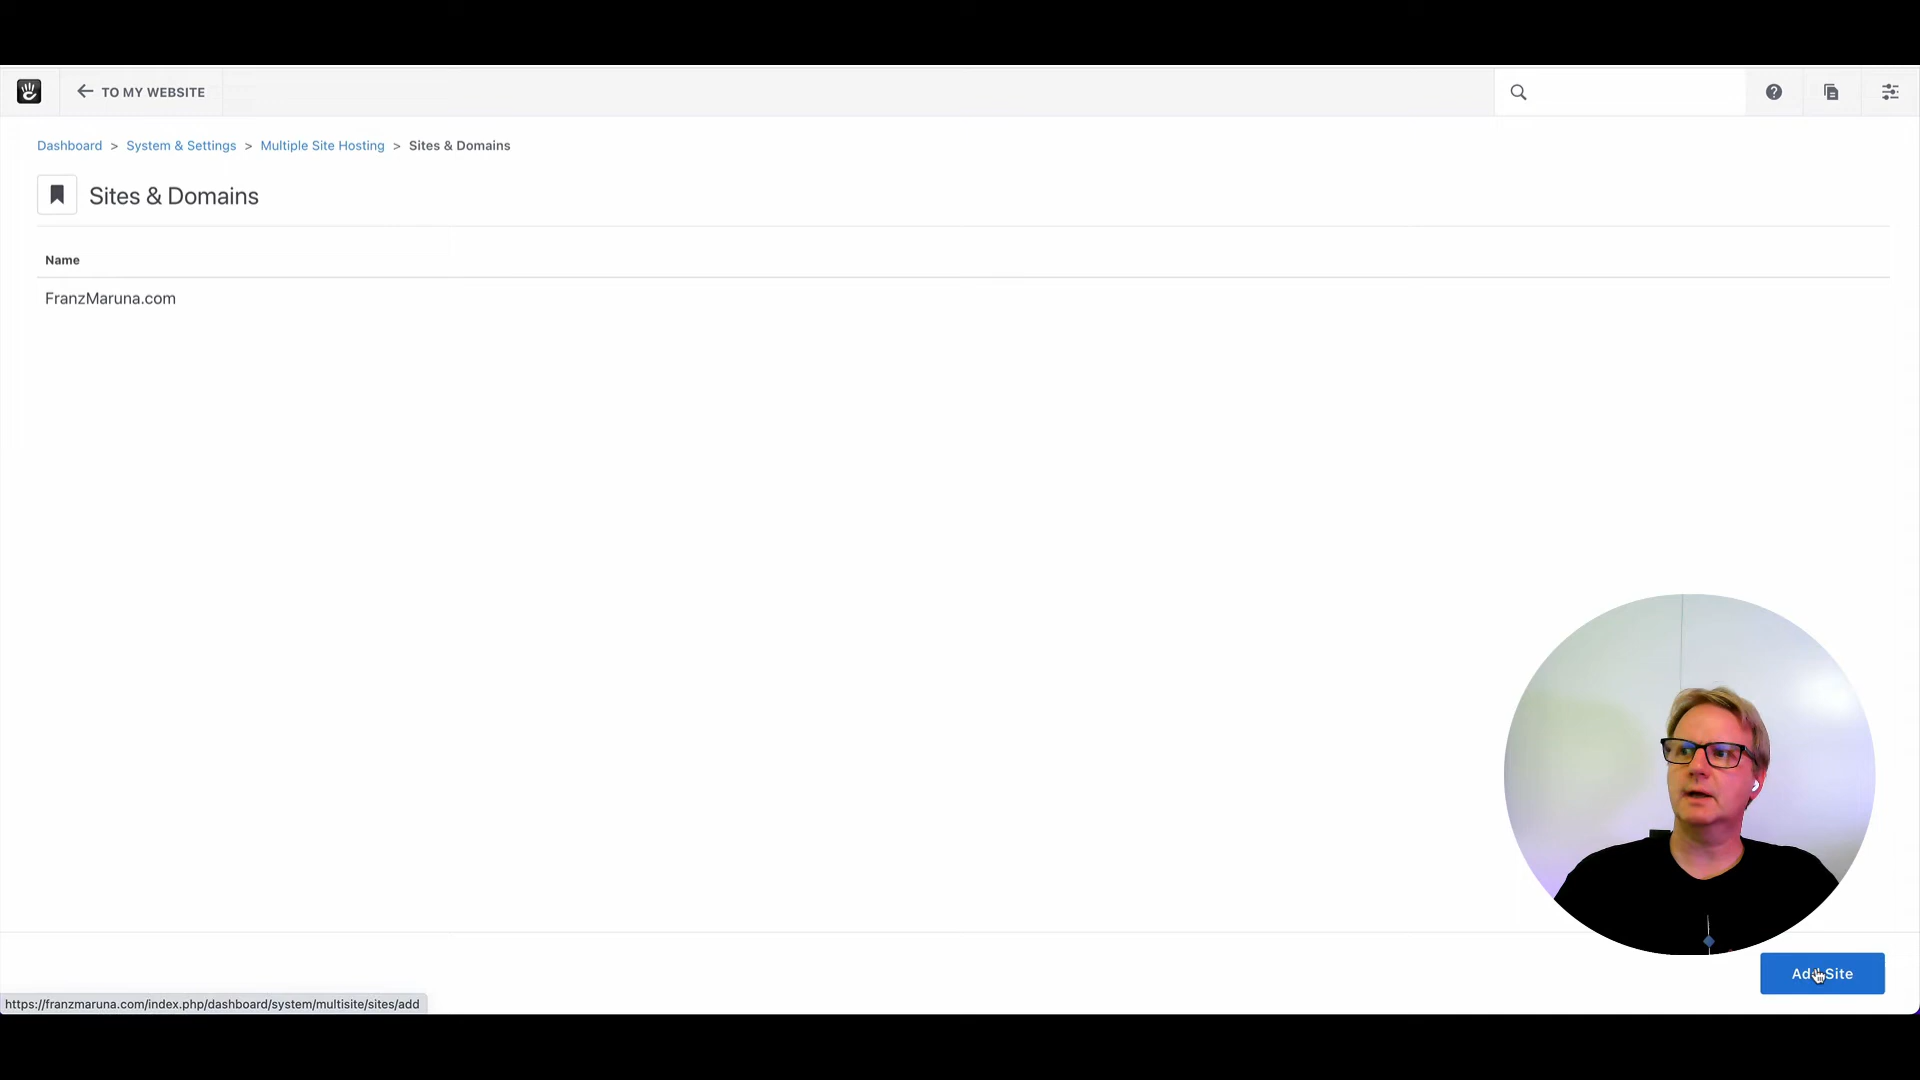 TO MY WEBSITE
Dashboard > System & Settings > Multiple Site Hosting > Sites & Domains
Sites & Domains
Name
FranzMaruna.com
Add Site
https://franzmaruna.com/index.php/dashboard/system/multisite/sites/add